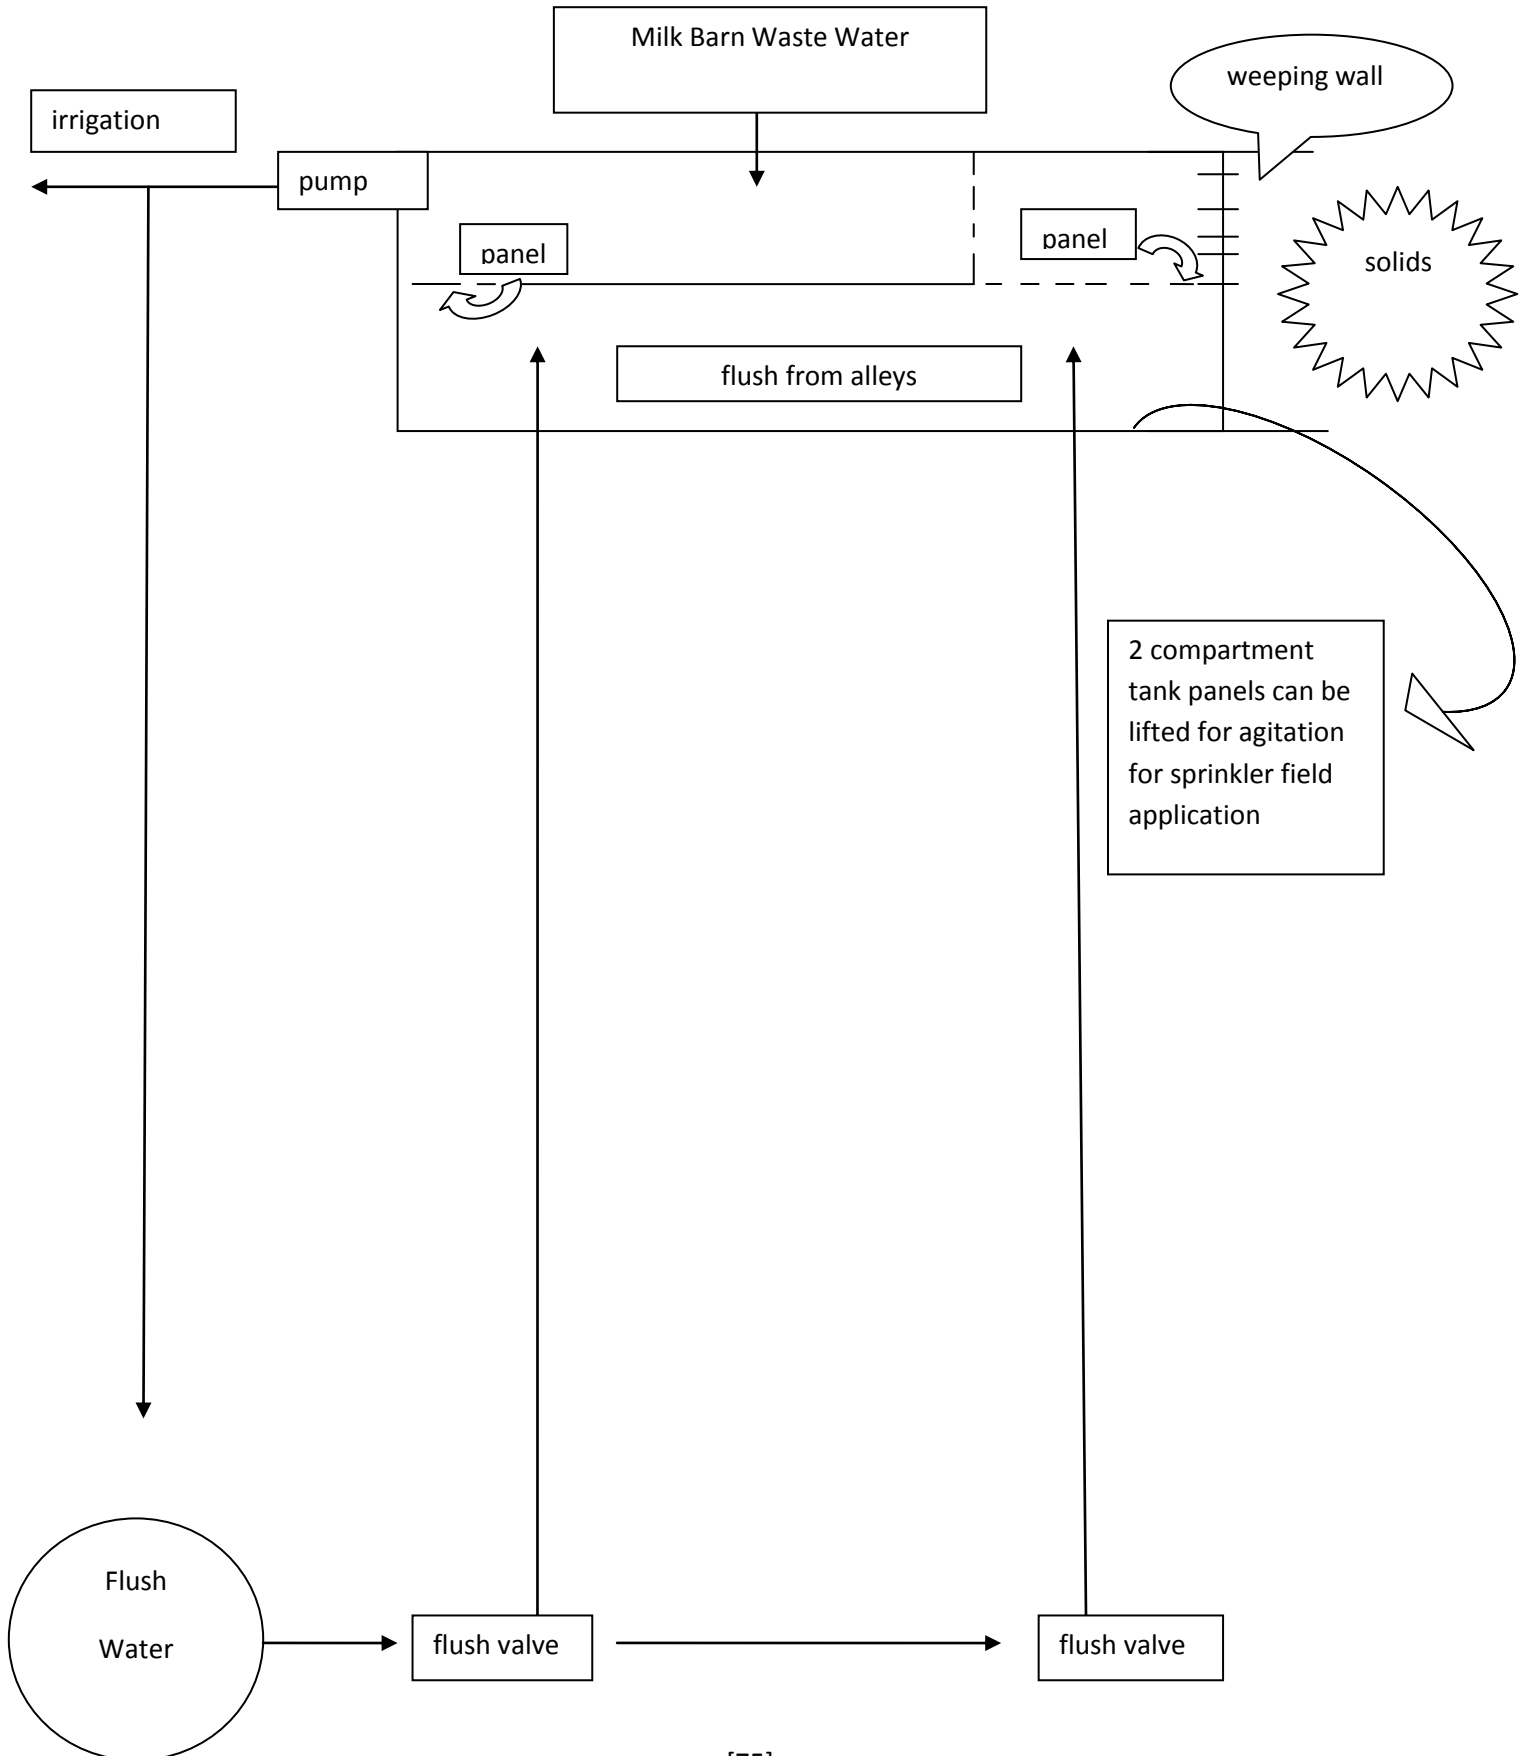 Milk Barn Waste Water
weeping wall
irrigation
pump
panel
panel
solids
flush from alleys
2 compartment
tank panels can be
lifted for agitation
for sprinkler field
application
Flush
Water
flush valve
flush valve